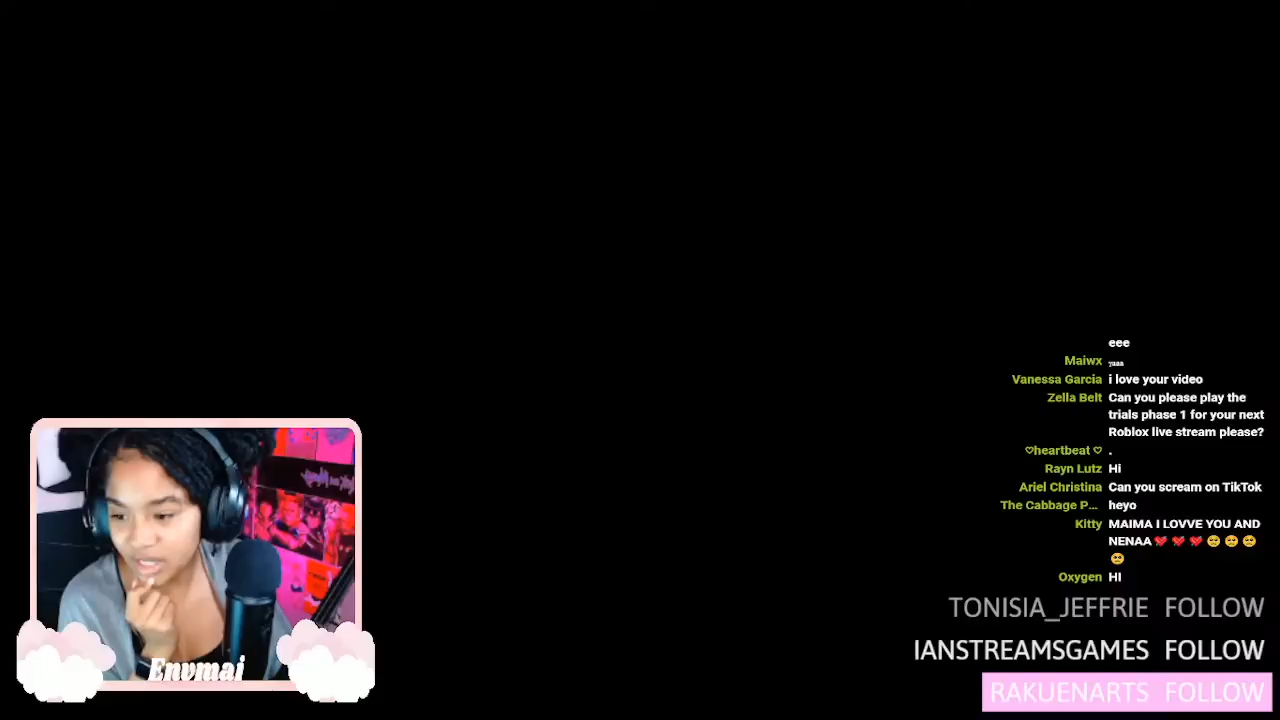 eee
Maiwx yaaa
Vanessa Garcia i love your video
Zella Belt Can you please play the
trials phase 1 for your next
Roblox live stream please?
♡heartbeat ♡ .
Rayn Lutz Hi
Ariel Christina Can you scream on TikTok
The Cabbage P... heyo
Kitty MAIMA I LOVVE YOU AND
NENAA💔💔💔🥺🥺🥺
🥺
Oxygen HI
TONISIA_JEFFRIE FOLLOW
IANSTREAMSGAMES FOLLOW
RAKUENARTS FOLLOW
Envmai